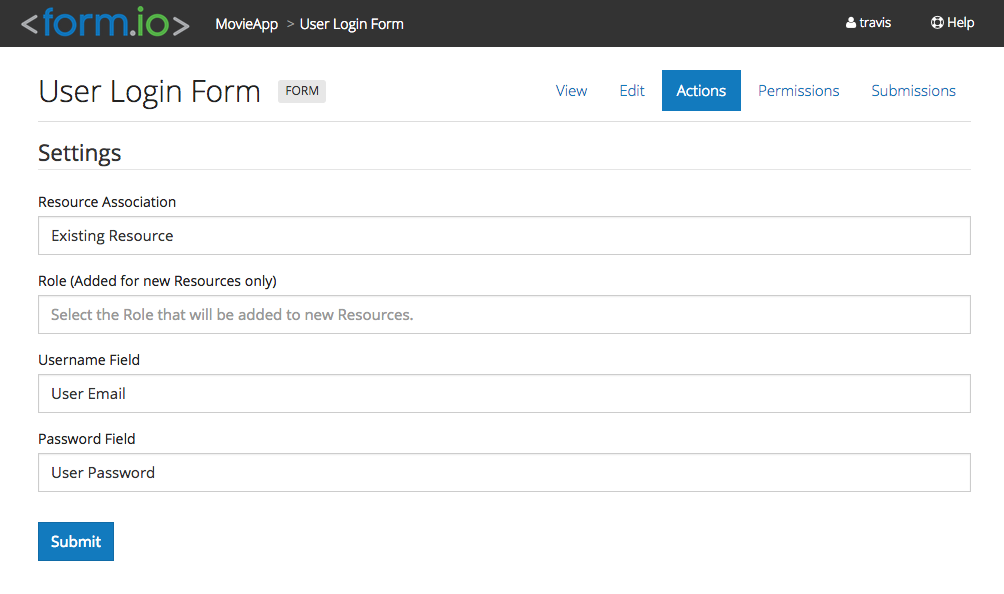 <form.io> MovieApp > User Login Form travis Help
User Login Form FORM View Edit Actions Permissions Submissions
Settings
Resource Association
Existing Resource
Role (Added for new Resources only)
Select the Role that will be added to new Resources.
Username Field
User Email
Password Field
User Password
Submit